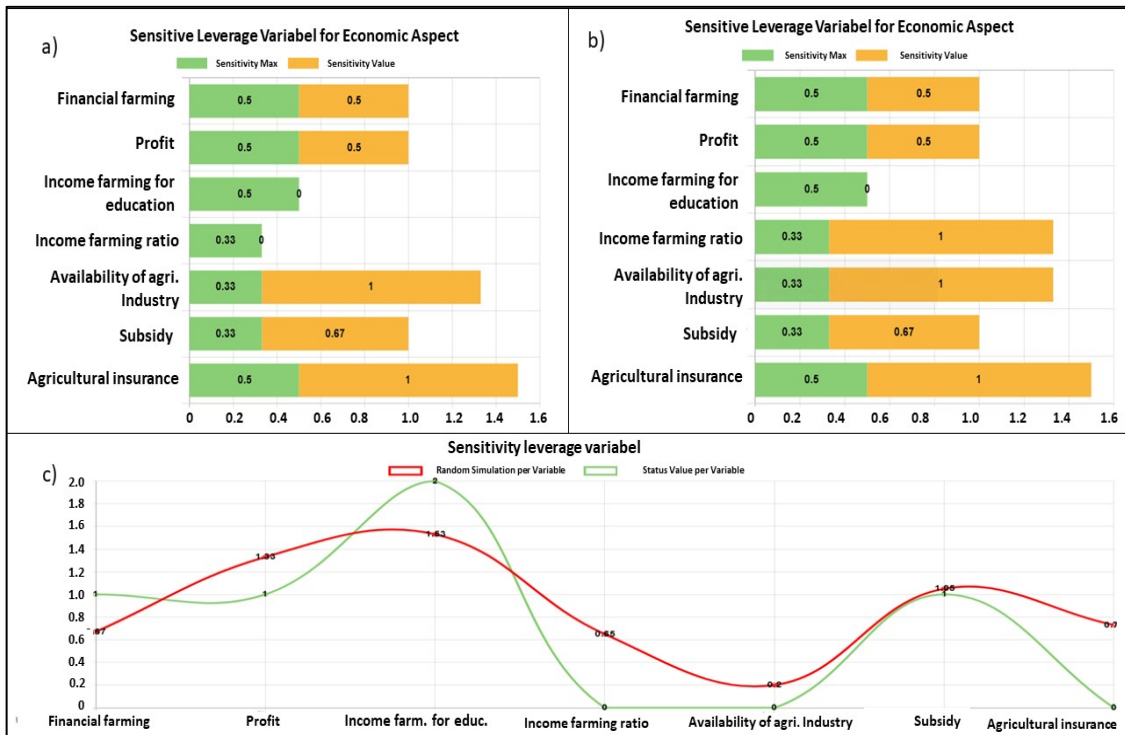 a)
Sensitive Leverage Variabel for Economic Aspect
Sensitivity Max Sensitivity Value
Financial farming 0.5 0.5
Profit 0.5 0.5
Income farming for
education 0.5 0
Income farming ratio 0.33 0
Availability of agri.
Industry 0.33 1
Subsidy 0.33 0.67
Agricultural insurance 0.5 1
0 0.2 0.4 0.6 0.8 1.0 1.2 1.4 1.6
b)
Sensitive Leverage Variabel for Economic Aspect
Sensitivity Max Sensitivity Value
Financial farming 0.5 0.5
Profit 0.5 0.5
Income farming for
education 0.5 0
Income farming ratio 0.33 1
Availability of agri.
Industry 0.33 1
Subsidy 0.33 0.67
Agricultural insurance 0.5 1
0 0.2 0.4 0.6 0.8 1.0 1.2 1.4 1.6
Sensitivity leverage variabel
c)
Random Simulation per Variable Status Value per Variable
2.0
1.8
1.6
1.4
1.2
1.0
0.8
0.6
0.4
0.2
0
1 1 2 0 0 1 0
1.33 1.53 0.65 0.2 1.05 0.7
Financial farming Profit Income farm. for educ. Income farming ratio Availability of agri. Industry Subsidy Agricultural insurance